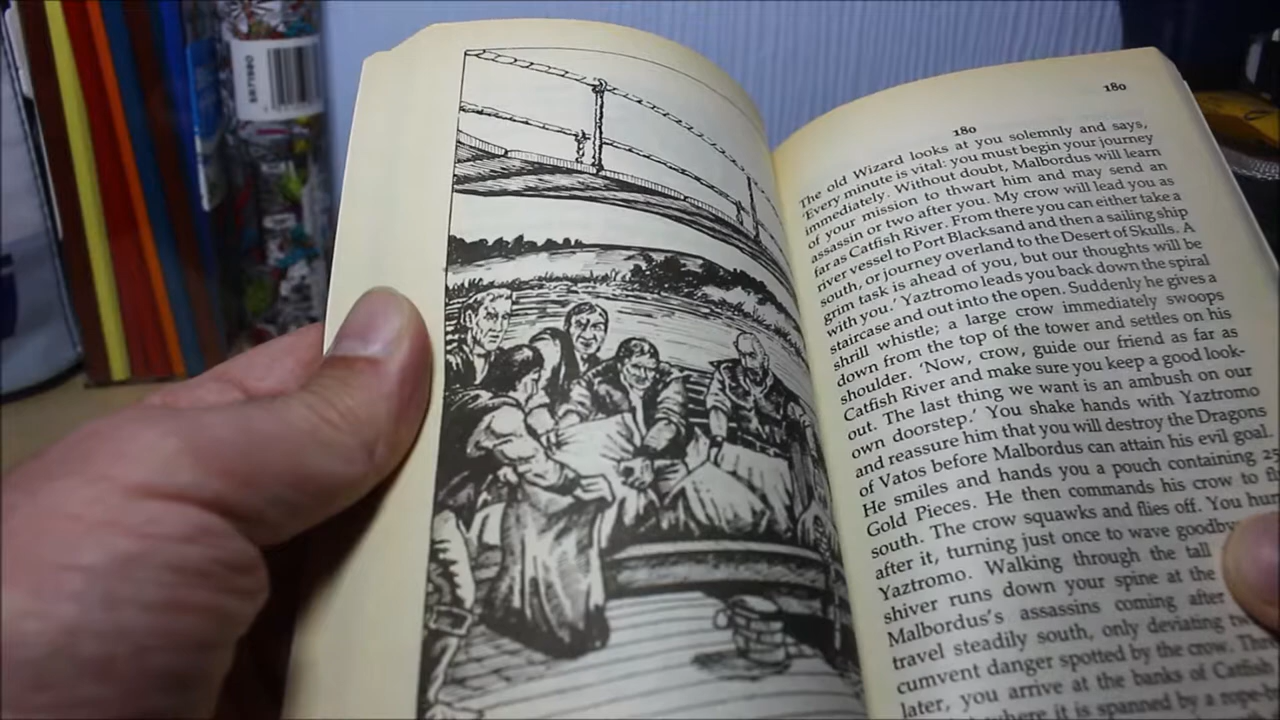 180
180
The old Wizard looks at you solemnly and says,
'Every minute is vital: you must begin your journey
immediately. Without doubt, Malbordus will learn
of your mission to thwart him and may send an
assassin or two after you. My crow will lead you as
far as Catfish River. From there you can either take a
river vessel to Port Blacksand and then a sailing ship
south, or journey overland to the Desert of Skulls. A
grim task is ahead of you, but our thoughts will be
with you.' Yaztromo leads you back down the spiral
staircase and out into the open. Suddenly he gives a
shrill whistle; a large crow immediately swoops
down from the top of the tower and settles on his
shoulder. 'Now, crow, guide our friend as far as
Catfish River and make sure you keep a good look-
out. The last thing we want is an ambush on our
own doorstep.' You shake hands with Yaztromo
and reassure him that you will destroy the Dragons
of Vatos before Malbordus can attain his evil goal.
He smiles and hands you a pouch containing 25
Gold Pieces. He then commands his crow to
south. The crow squawks and flies off. You
after it, turning just once to wave
Yaztromo. Walking through the tall
shiver runs down your spine at the
Malbordus's assassins coming after
travel steadily south, only deviating
cumvent danger spotted by the crow.
later, you arrive at the banks of Catfish
where it is spanned by a